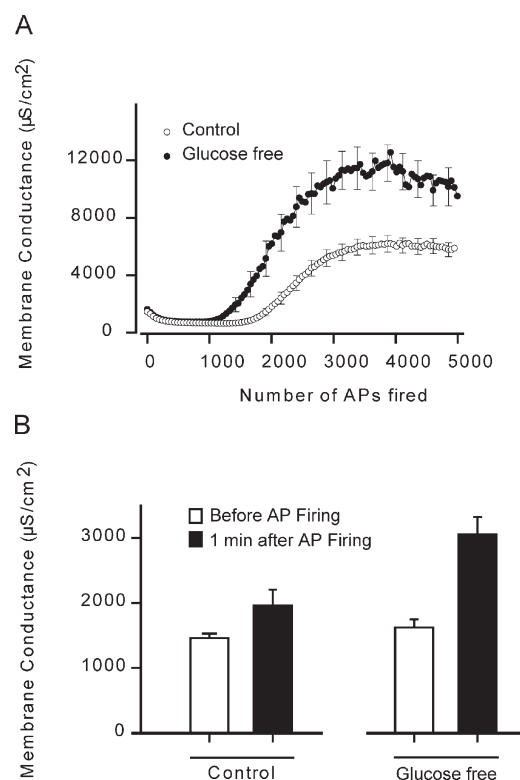 A
Membrane Conductance (µS/cm2)
Control
Glucose free
12000
8000
4000
0
0 1000 2000 3000 4000 5000
Number of APs fired
B
Membrane Conductance (µS/cm2)
Before AP Firing
1 min after AP Firing
3000
2000
1000
0
Control
Glucose free